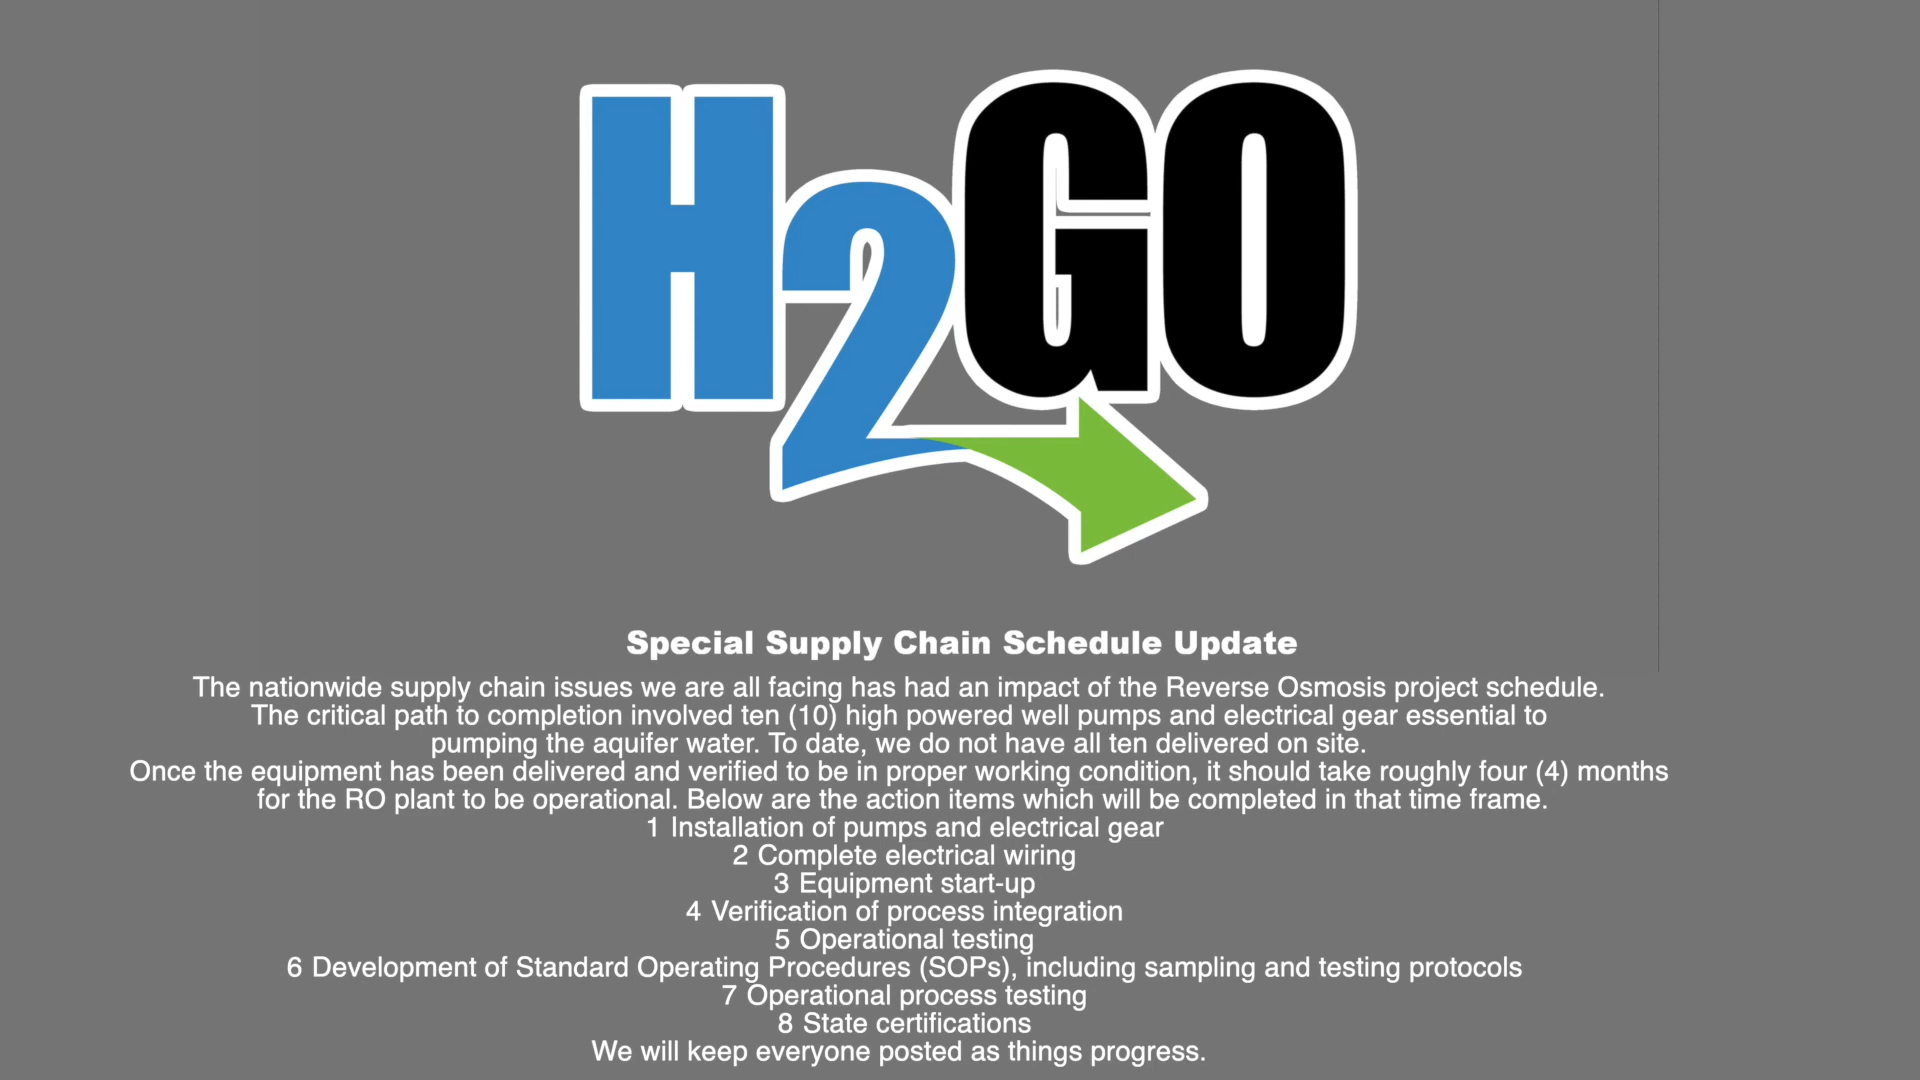 H2GO
Special Supply Chain Schedule Update
The nationwide supply chain issues we are all facing has had an impact of the Reverse Osmosis project schedule.
The critical path to completion involved ten (10) high powered well pumps and electrical gear essential to
pumping the aquifer water. To date, we do not have all ten delivered on site.
Once the equipment has been delivered and verified to be in proper working condition, it should take roughly four (4) months
for the RO plant to be operational. Below are the action items which will be completed in that time frame.
1 Installation of pumps and electrical gear
2 Complete electrical wiring
3 Equipment start-up
4 Verification of process integration
5 Operational testing
6 Development of Standard Operating Procedures (SOPs), including sampling and testing protocols
7 Operational process testing
8 State certifications
We will keep everyone posted as things progress.